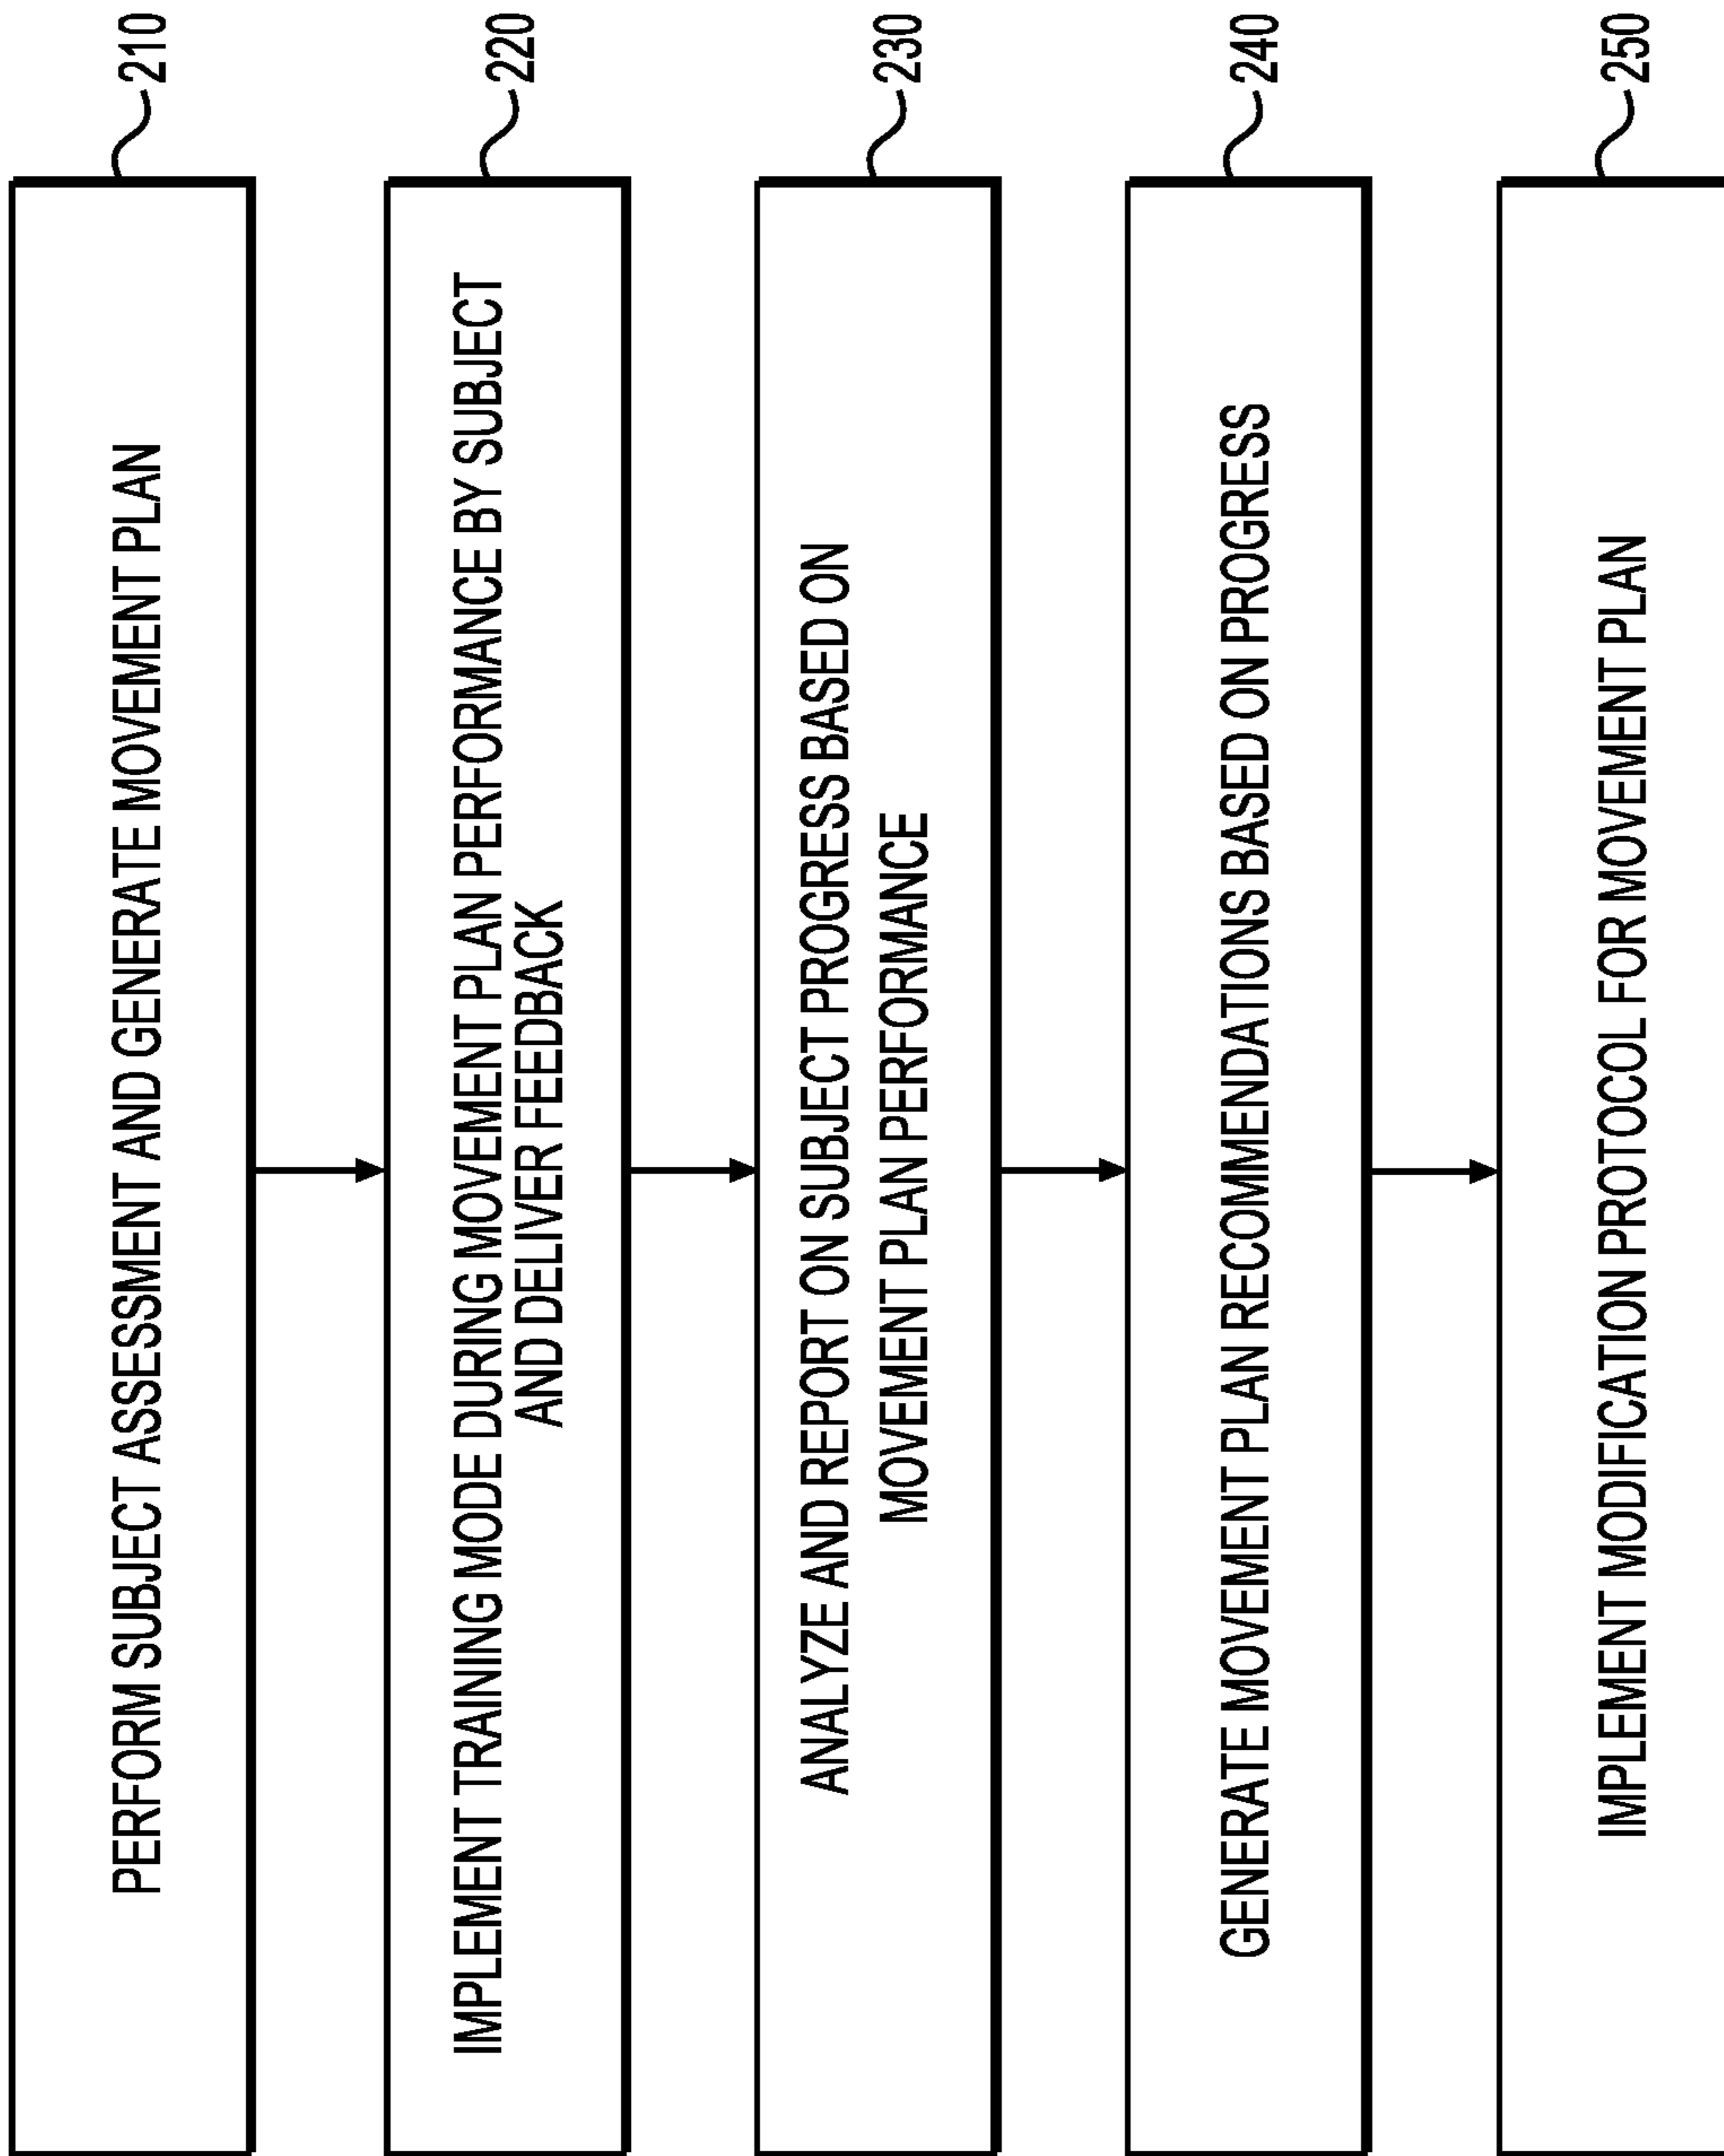 PERFORM SUBJECT ASSESSMENT AND GENERATE MOVEMENT PLAN
210
IMPLEMENT TRAINING MODE DURING MOVEMENT PLAN PERFORMANCE BY SUBJECT
AND DELIVER FEEDBACK
220
ANALYZE AND REPORT ON SUBJECT PROGRESS BASED ON
MOVEMENT PLAN PERFORMANCE
230
GENERATE MOVEMENT PLAN RECOMMENDATIONS BASED ON PROGRESS
240
IMPLEMENT MODIFICATION PROTOCOL FOR MOVEMENT PLAN
250